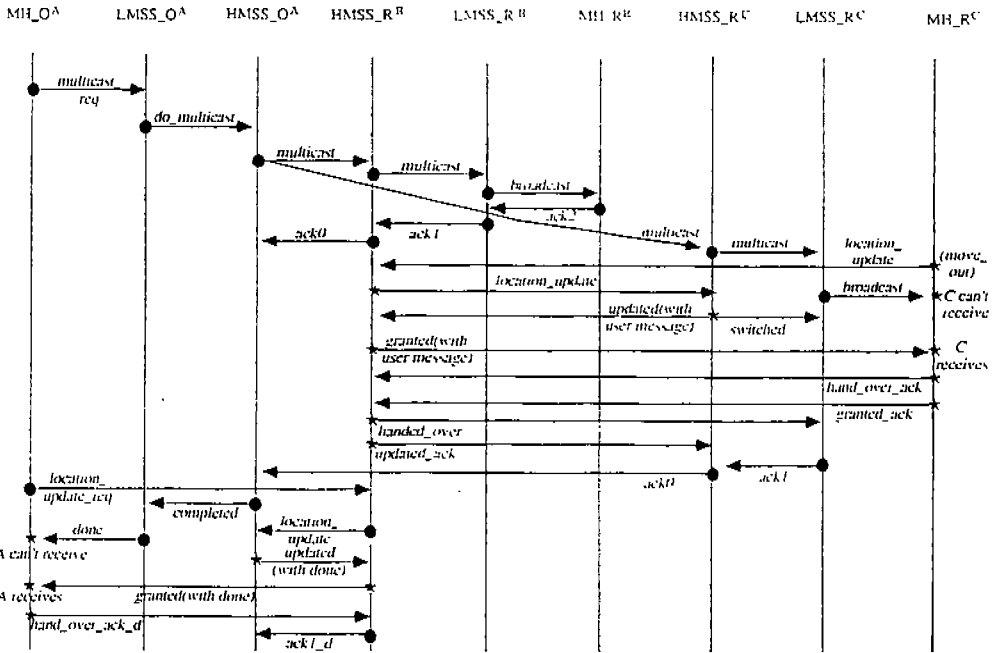 MH_O^A LMSS_O^A HMSS_O^A HMSS_R^B LMSS_R^B MH_R^B HMSS_R^C LMSS_R^C MH_R^C
multicast_
req
do_multicast
multicast
multicast
broadcast
ack2
ack1
ack0
multicast
multicast
location_
update
(move_
out)
location_update
broadcast
C can't
receive
updated(with
user message)
switched
granted(with
user message)
C
receives
hand_over_ack
granted_ack
handed_over
updated_ack
ack1
ack0
location_
update_req
completed
done
location_
update
A can't receive
updated
(with done)
A receives
granted(with done)
hand_over_ack_d
ack1_d